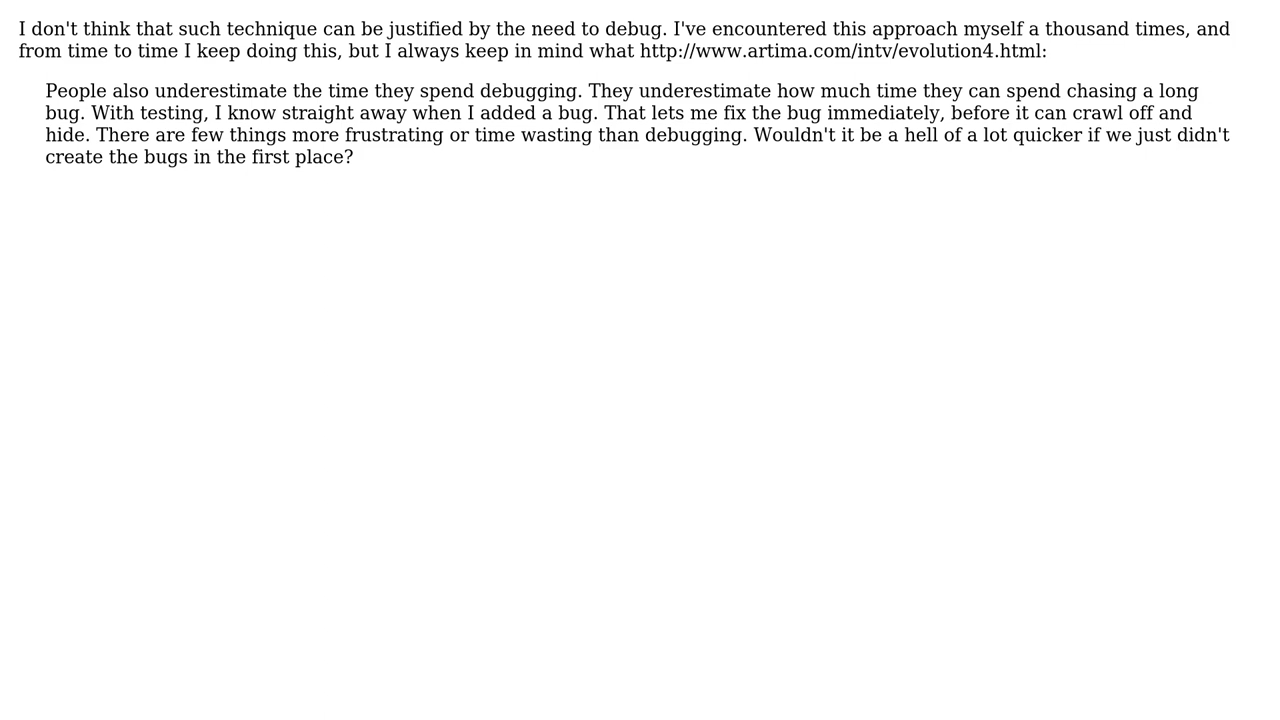 I don't think that such technique can be justified by the need to debug. I've encountered this approach myself a thousand times, and
from time to time I keep doing this, but I always keep in mind what http://www.artima.com/intv/evolution4.html:
People also underestimate the time they spend debugging. They underestimate how much time they can spend chasing a long
bug. With testing, I know straight away when I added a bug. That lets me fix the bug immediately, before it can crawl off and
hide. There are few things more frustrating or time wasting than debugging. Wouldn't it be a hell of a lot quicker if we just didn't
create the bugs in the first place?